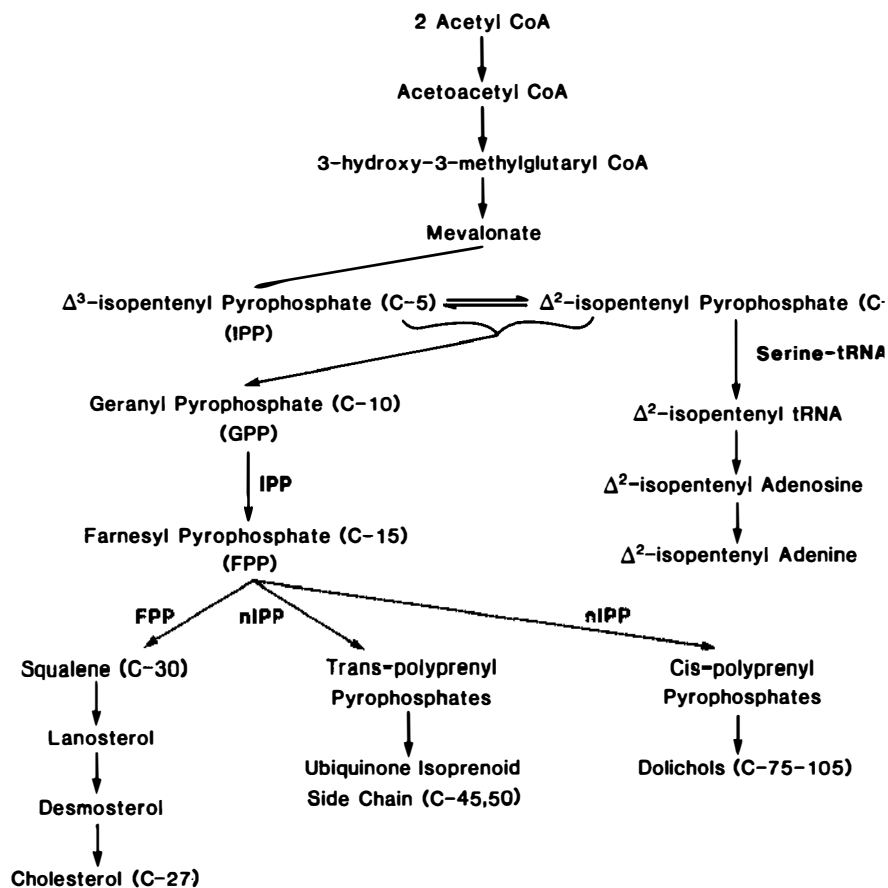 2 Acetyl CoA
Acetoacetyl CoA
3-hydroxy-3-methylglutaryl CoA
Mevalonate
Δ³-isopentenyl Pyrophosphate (C-5)
(IPP)
Δ²-isopentenyl Pyrophosphate (C-
Serine-tRNA
Geranyl Pyrophosphate (C-10)
(GPP)
Δ²-isopentenyl tRNA
IPP
Δ²-isopentenyl Adenosine
Farnesyl Pyrophosphate (C-15)
(FPP)
Δ²-isopentenyl Adenine
FPP
nIPP
nIPP
Squalene (C-30)
Trans-polyprenyl
Pyrophosphates
Cis-polyprenyl
Pyrophosphates
Lanosterol
Ubiquinone Isoprenoid
Side Chain (C-45,50)
Dolichols (C-75-105)
Desmosterol
Cholesterol (C-27)